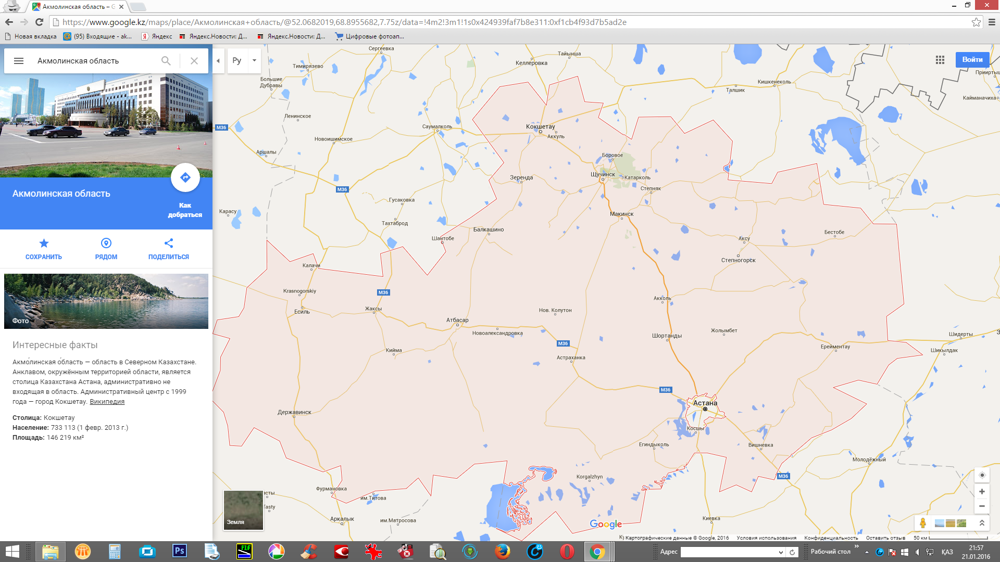 Акмолинская область – G
https://www.google.kz/maps/place/Акмолинская+область/@52.0682019,68.8955682,7.75z/data=!4m2!3m1!1s0x424939faf7b8e311:0xf1cb4f93d7b5ad2e
Новая вкладка
(95) Входящие - ak...
Яндекс
Яндекс.Новости: Д...
Яндекс.Новости: Д...
Цифровые фотоап...
Акмолинская область
Ру
Войти
Акмолинская область
Как
добраться
СОХРАНИТЬ
РЯДОМ
ПОДЕЛИТЬСЯ
Фото
Интересные факты
Акмо́линская о́бласть — область в Северном Казахстане.
Анклавом, окружённым территорией области, является
столица Казахстана Астана, административно не
входящая в область. Административный центр с 1999
года — город Кокшетау. Википедия
Столица: Кокшетау
Население: 733 113 (1 февр. 2013 г.)
Площадь: 146 219 км²
Сергеевка
Тайынша
Тимирязево
Келлеровка
Большие
Дубравы
Кишкенеколь
Талшик
Кайманачиха
Ленинское
M36
Саумалколь
Кокшетау
Аккуль
Новоишимское
Аршалы
Боровое
Щучинск
Катарколь
Зеренда
Степняк
M36
Гусаковка
Карасу
Макинск
Тахтаброд
Балкашино
Шантобе
Бестобе
Аксу
Степногорск
Калачи
Krasnogorskiy
M36
Акколь
Есиль
Жаксы
Нов. Колутон
Атбасар
Новоалександровка
Жолымбет
Шортанды
Шидерты
M36
Ерейментау
Шикылдак
Кийма
Астраханка
M36
Астана
Державинск
Косшы
Егиндыколь
Вишнёвка
Молодёжный
M36
Korgalzhyn
Фурмановка
им.Титова
Tasty
Аркалык
им.Матросова
Киевка
Земля
Google
Картографические данные © Google, 2016
Условия использования
Конфиденциальность
Оставить отзыв
50 км
Ps
PDF
Адрес
Рабочий стол
ҚАЗ
21:57
21.01.2016